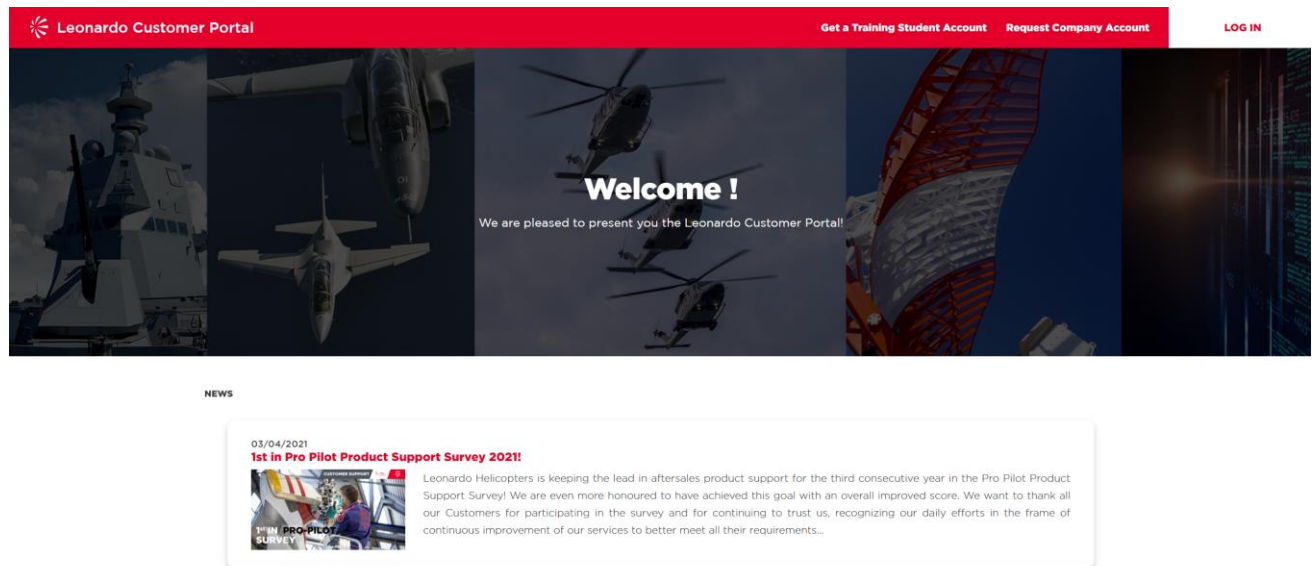 Leonardo Customer Portal
Get a Training Student Account
Request Company Account
LOG IN
Welcome !
We are pleased to present you the Leonardo Customer Portal!
NEWS
03/04/2021
1st in Pro Pilot Product Support Survey 2021!
CUSTOMER SUPPORT
1ST IN PRO-PILOT
SURVEY
Leonardo Helicopters is keeping the lead in aftersales product support for the third consecutive year in the Pro Pilot Product
Support Survey! We are even more honoured to have achieved this goal with an overall improved score. We want to thank all
our Customers for participating in the survey and for continuing to trust us, recognizing our daily efforts in the frame of
continuous improvement of our services to better meet all their requirements...